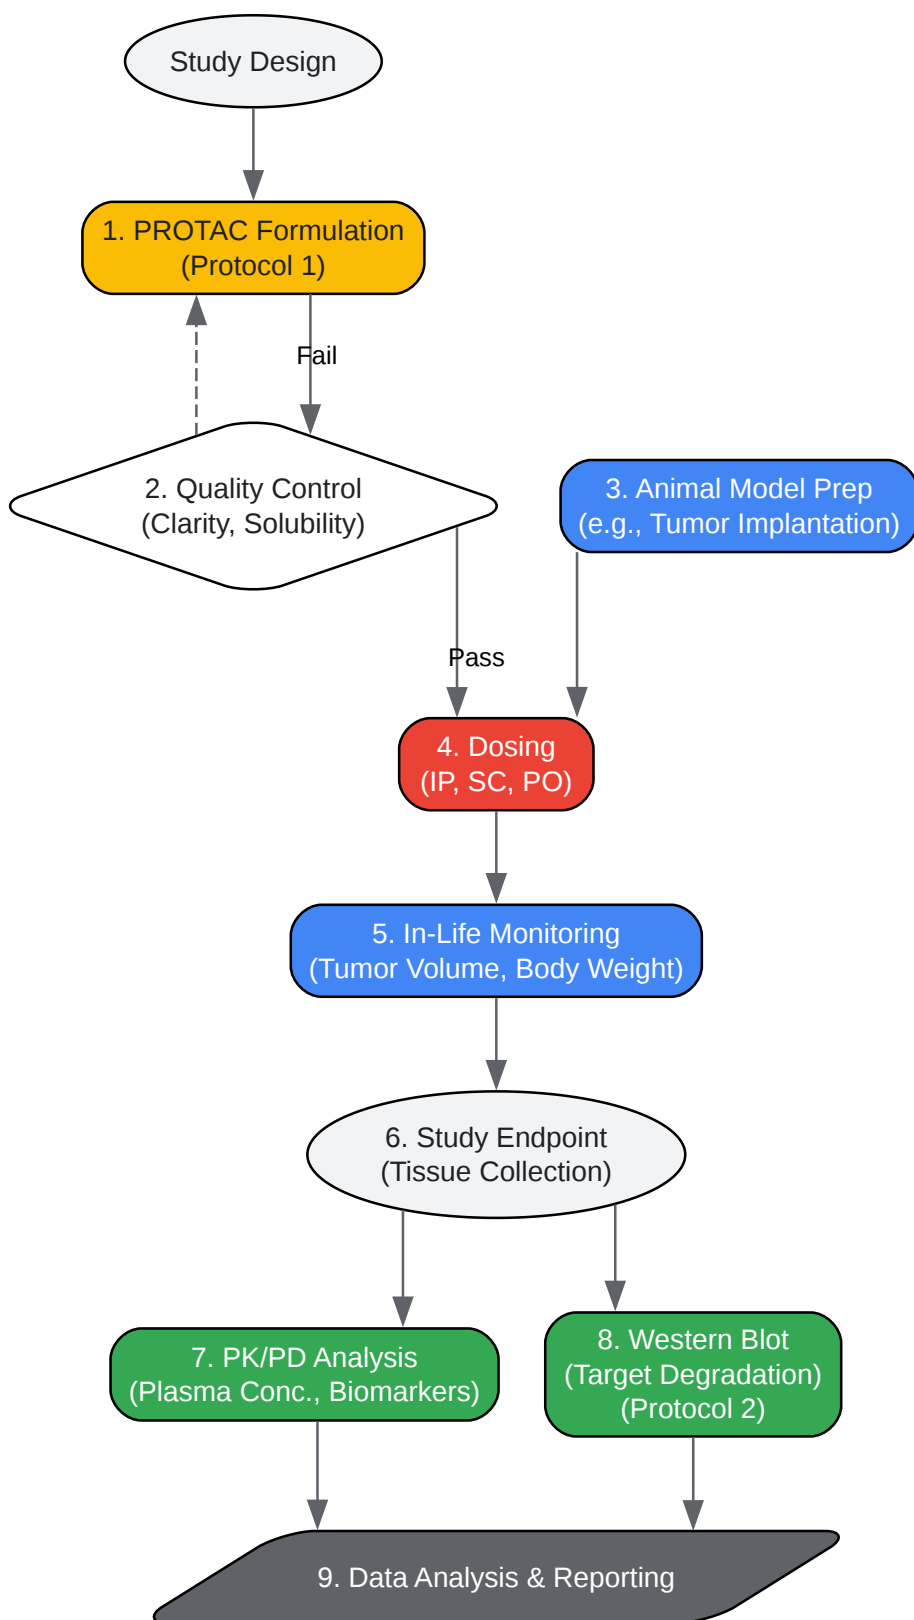 Study Design
1. PROTAC Formulation
(Protocol 1)
Fail
2. Quality Control
(Clarity, Solubility)
3. Animal Model Prep
(e.g., Tumor Implantation)
Pass
4. Dosing
(IP, SC, PO)
5. In-Life Monitoring
(Tumor Volume, Body Weight)
6. Study Endpoint
(Tissue Collection)
7. PK/PD Analysis
(Plasma Conc., Biomarkers)
8. Western Blot
(Target Degradation)
(Protocol 2)
9. Data Analysis & Reporting